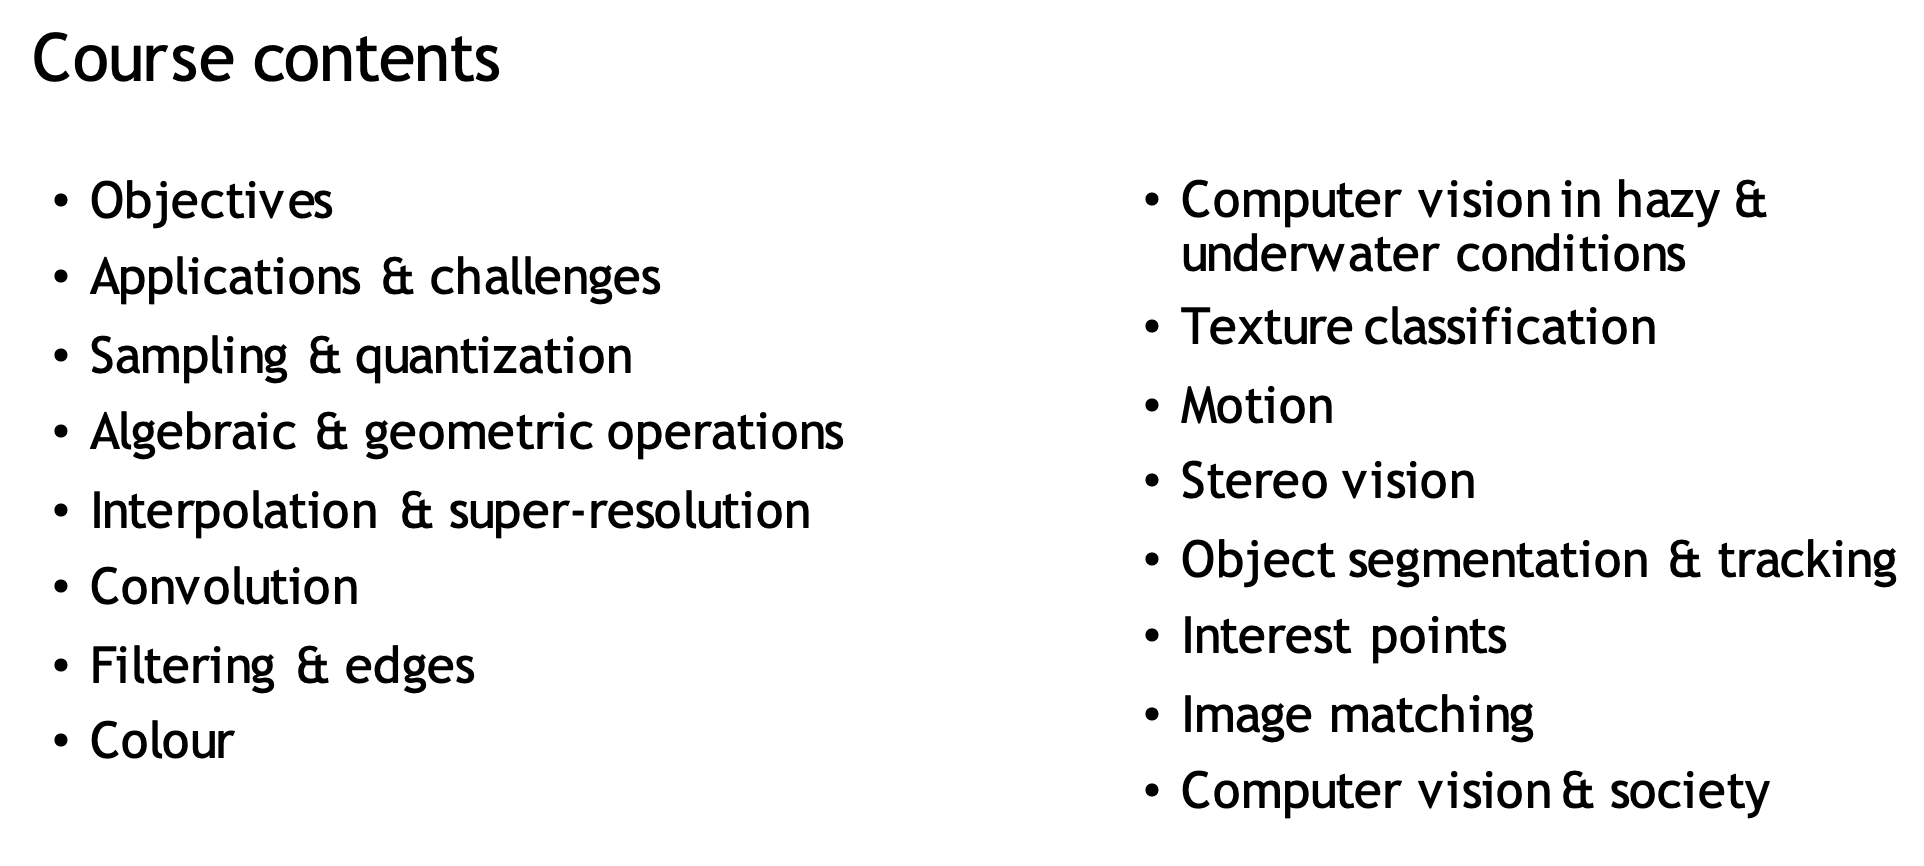 Course contents
• Objectives
• Applications & challenges
• Sampling & quantization
• Algebraic & geometric operations
• Interpolation & super-resolution
• Convolution
• Filtering & edges
• Colour
• Computer vision in hazy &
underwater conditions
• Texture classification
• Motion
• Stereo vision
• Object segmentation & tracking
• Interest points
• Image matching
• Computer vision & society